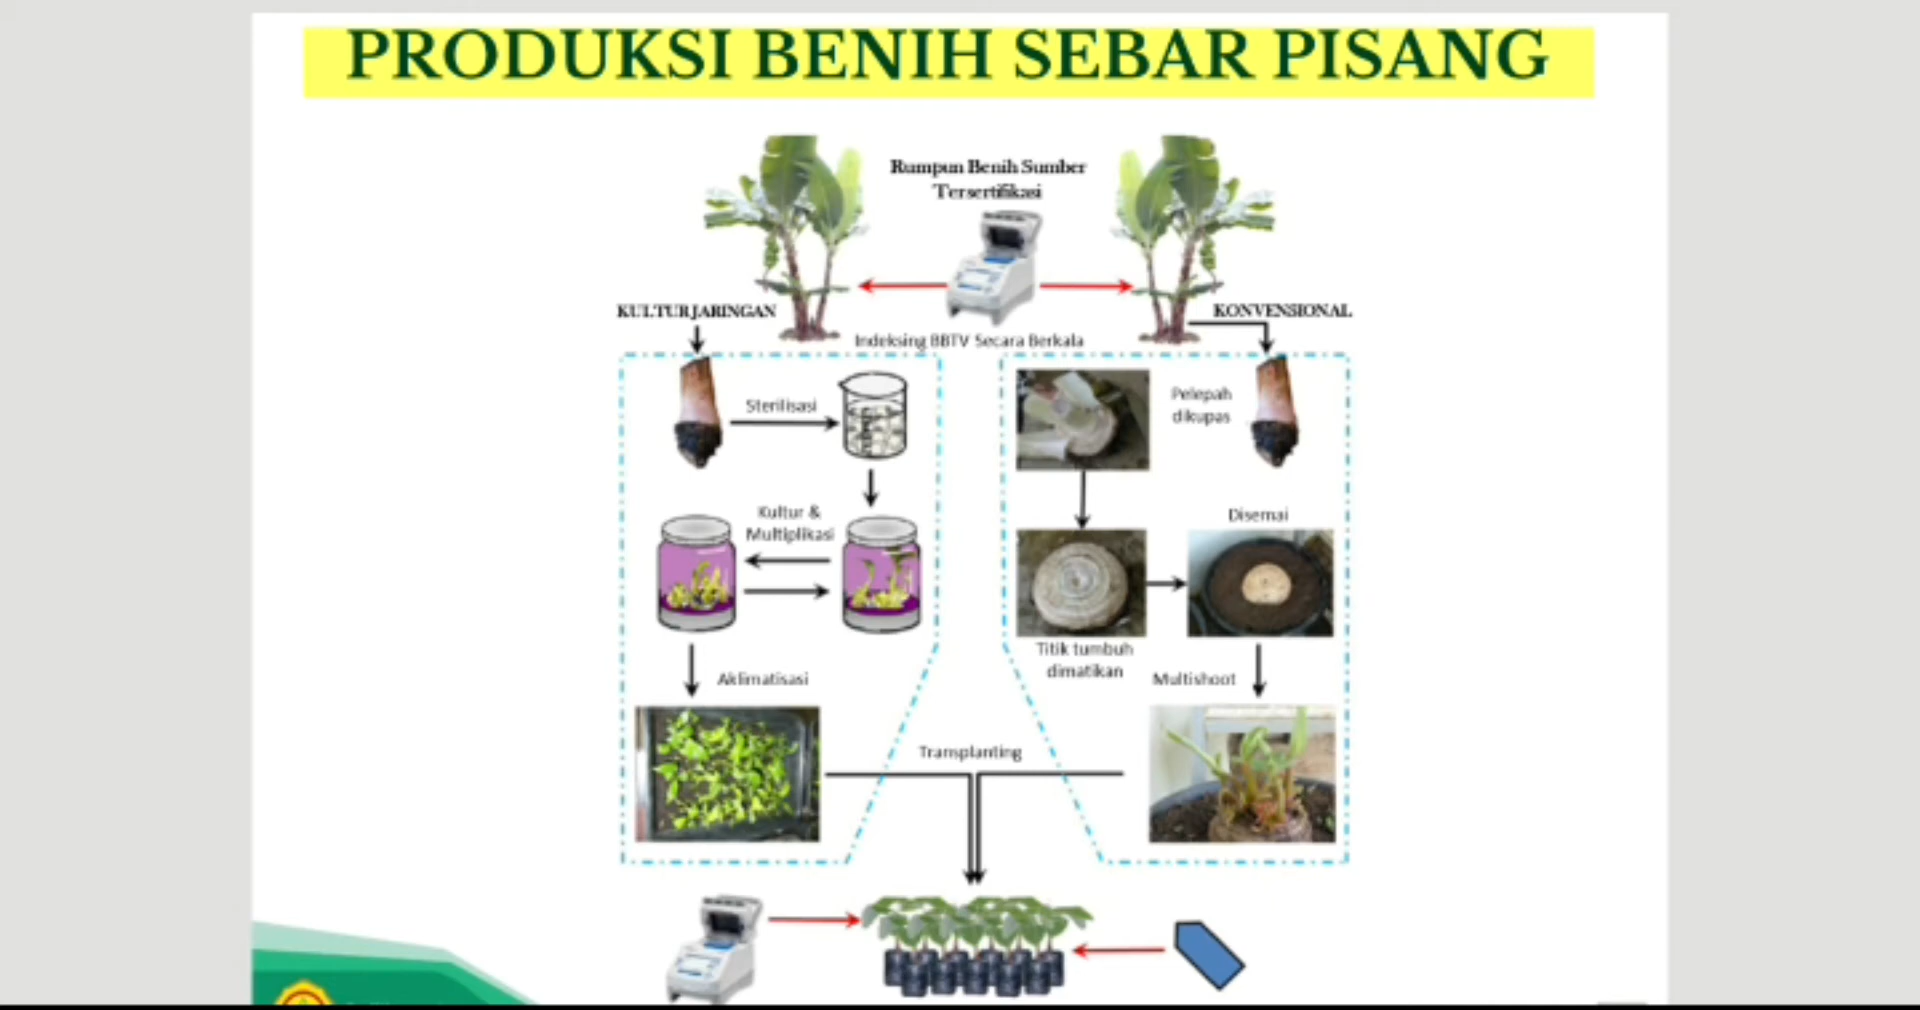 PRODUKSI BENIH SEBAR PISANG
Rumpun Benih Sumber
Tersertifikasi
KULTUR JARINGAN
KONVENSIONAL
Indeksing BBTV Secara Berkala
Sterilisasi
Pelepah
dikupas
Kultur &
Multiplikasi
Disemai
Titik tumbuh
dimatikan
Aklimatisasi
Multishoot
Transplanting